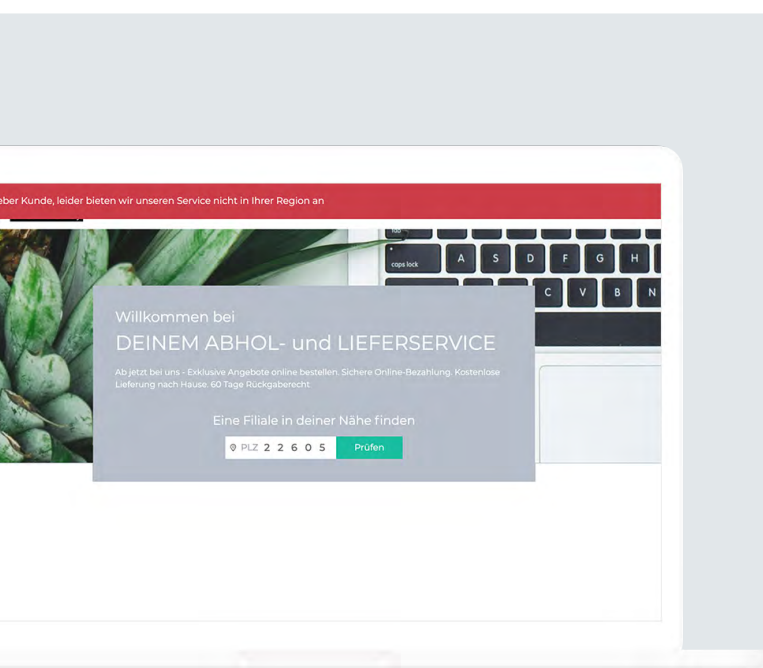 eber Kunde, leider bieten wir unseren Service nicht in Ihrer Region an
Tab
caps lock
A S D F G H
C V B N
Willkommen bei
DEINEM ABHOL- und LIEFERSERVICE
Ab jetzt bei uns - Exklusive Angebote online bestellen. Sichere Online-Bezahlung. Kostenlose
Lieferung nach Hause. 60 Tage Rückgaberecht
Eine Filiale in deiner Nähe finden
PLZ 2 2 6 0 5 Prüfen